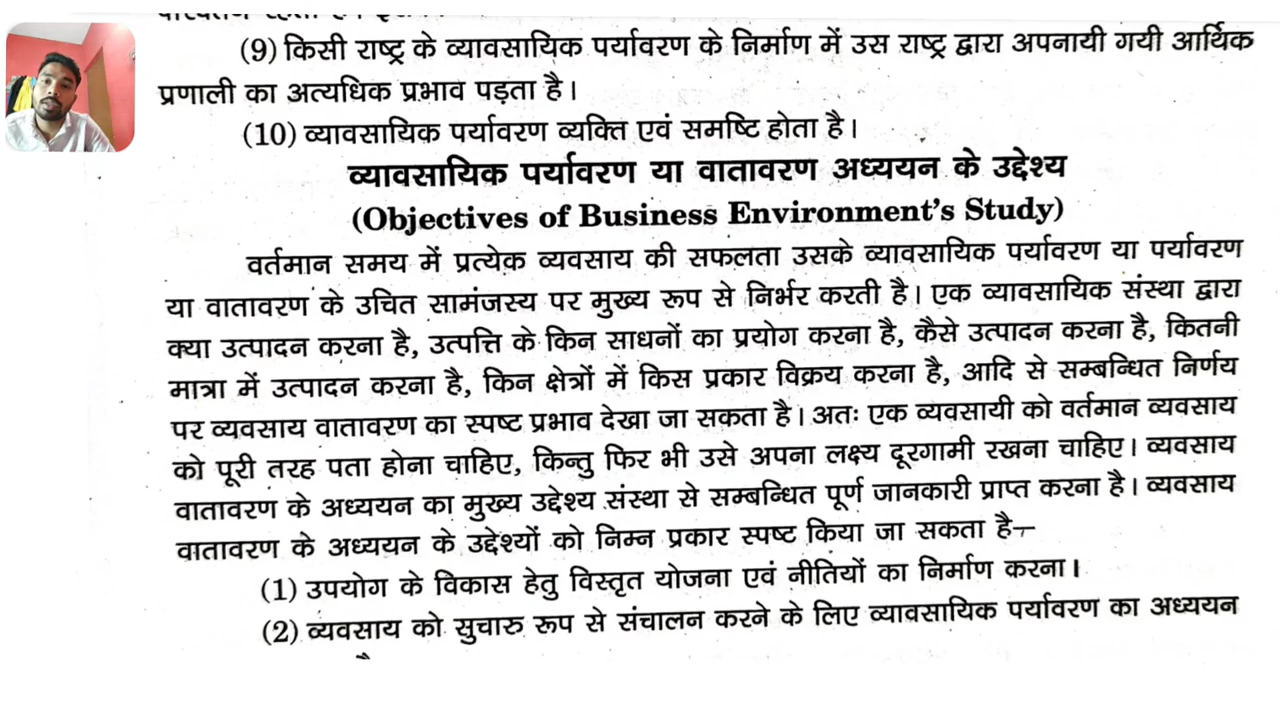 (9) किसी राष्ट्र के व्यावसायिक पर्यावरण के निर्माण में उस राष्ट्र द्वारा अपनायी गयी आर्थिक
प्रणाली का अत्यधिक प्रभाव पड़ता है।
(10) व्यावसायिक पर्यावरण व्यक्ति एवं समष्टि होता है।
व्यावसायिक पर्यावरण या वातावरण अध्ययन के उद्देश्य
(Objectives of Business Environment's Study)
वर्तमान समय में प्रत्येक व्यवसाय की सफलता उसके व्यावसायिक पर्यावरण या पर्यावरण
या वातावरण के उचित सामंजस्य पर मुख्य रूप से निर्भर करती है। एक व्यावसायिक संस्था द्वारा
क्या उत्पादन करना है, उत्पत्ति के किन साधनों का प्रयोग करना है, कैसे उत्पादन करना है, कितनी
मात्रा में उत्पादन करना है, किन क्षेत्रों में किस प्रकार विक्रय करना है, आदि से सम्बन्धित निर्णय
पर व्यवसाय वातावरण का स्पष्ट प्रभाव देखा जा सकता है। अतः एक व्यवसायी को वर्तमान व्यवसाय
को पूरी तरह पता होना चाहिए, किन्तु फिर भी उसे अपना लक्ष्य दूरगामी रखना चाहिए। व्यवसाय
वातावरण के अध्ययन का मुख्य उद्देश्य संस्था से सम्बन्धित पूर्ण जानकारी प्राप्त करना है। व्यवसाय
वातावरण के अध्ययन के उद्देश्यों को निम्न प्रकार स्पष्ट किया जा सकता है—
(1) उपयोग के विकास हेतु विस्तृत योजना एवं नीतियों का निर्माण करना।
(2) व्यवसाय को सुचारु रूप से संचालन करने के लिए व्यावसायिक पर्यावरण का अध्ययन